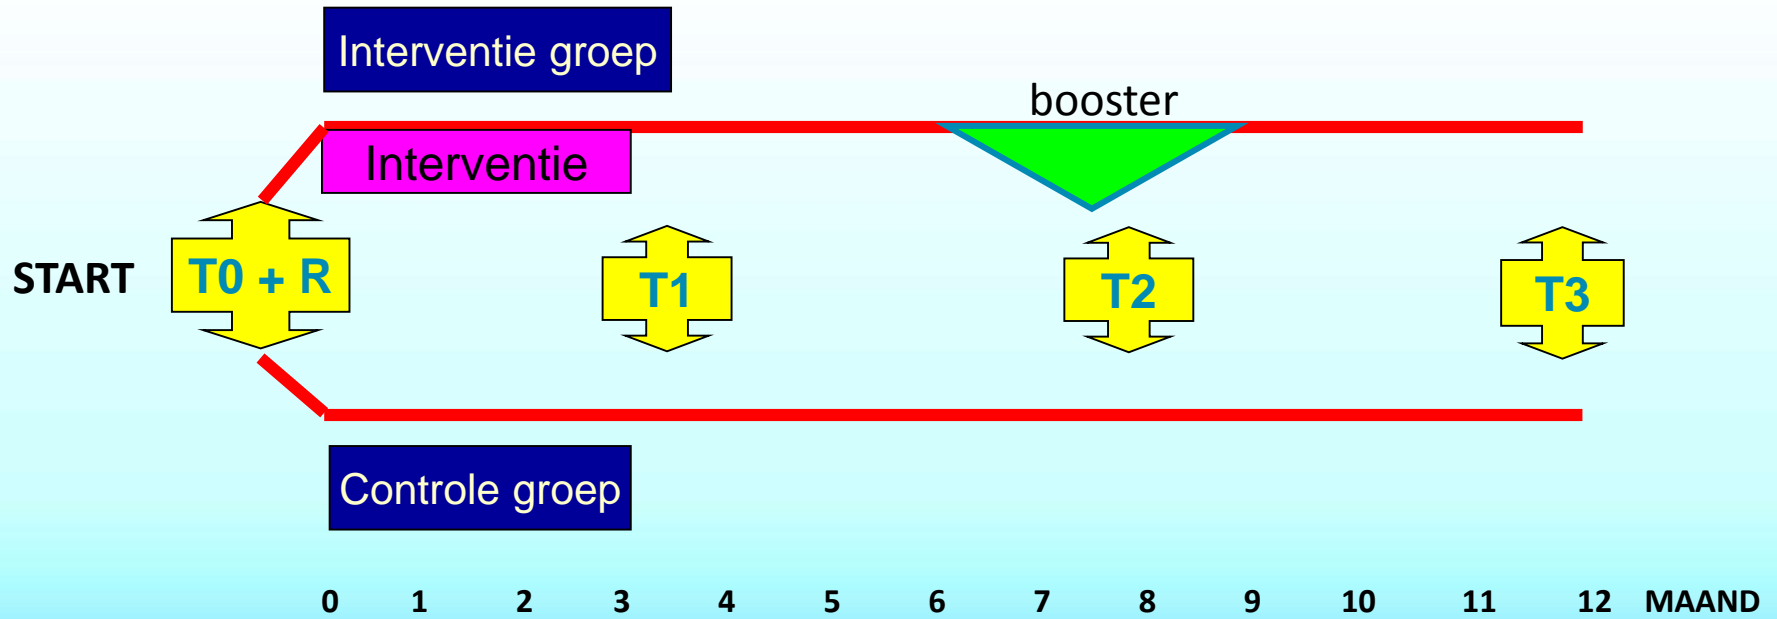 Interventie groep
booster
Interventie
START
T0 + R
T1
T2
T3
Controle groep
0 1 2 3 4 5 6 7 8 9 10 11 12 MAAND